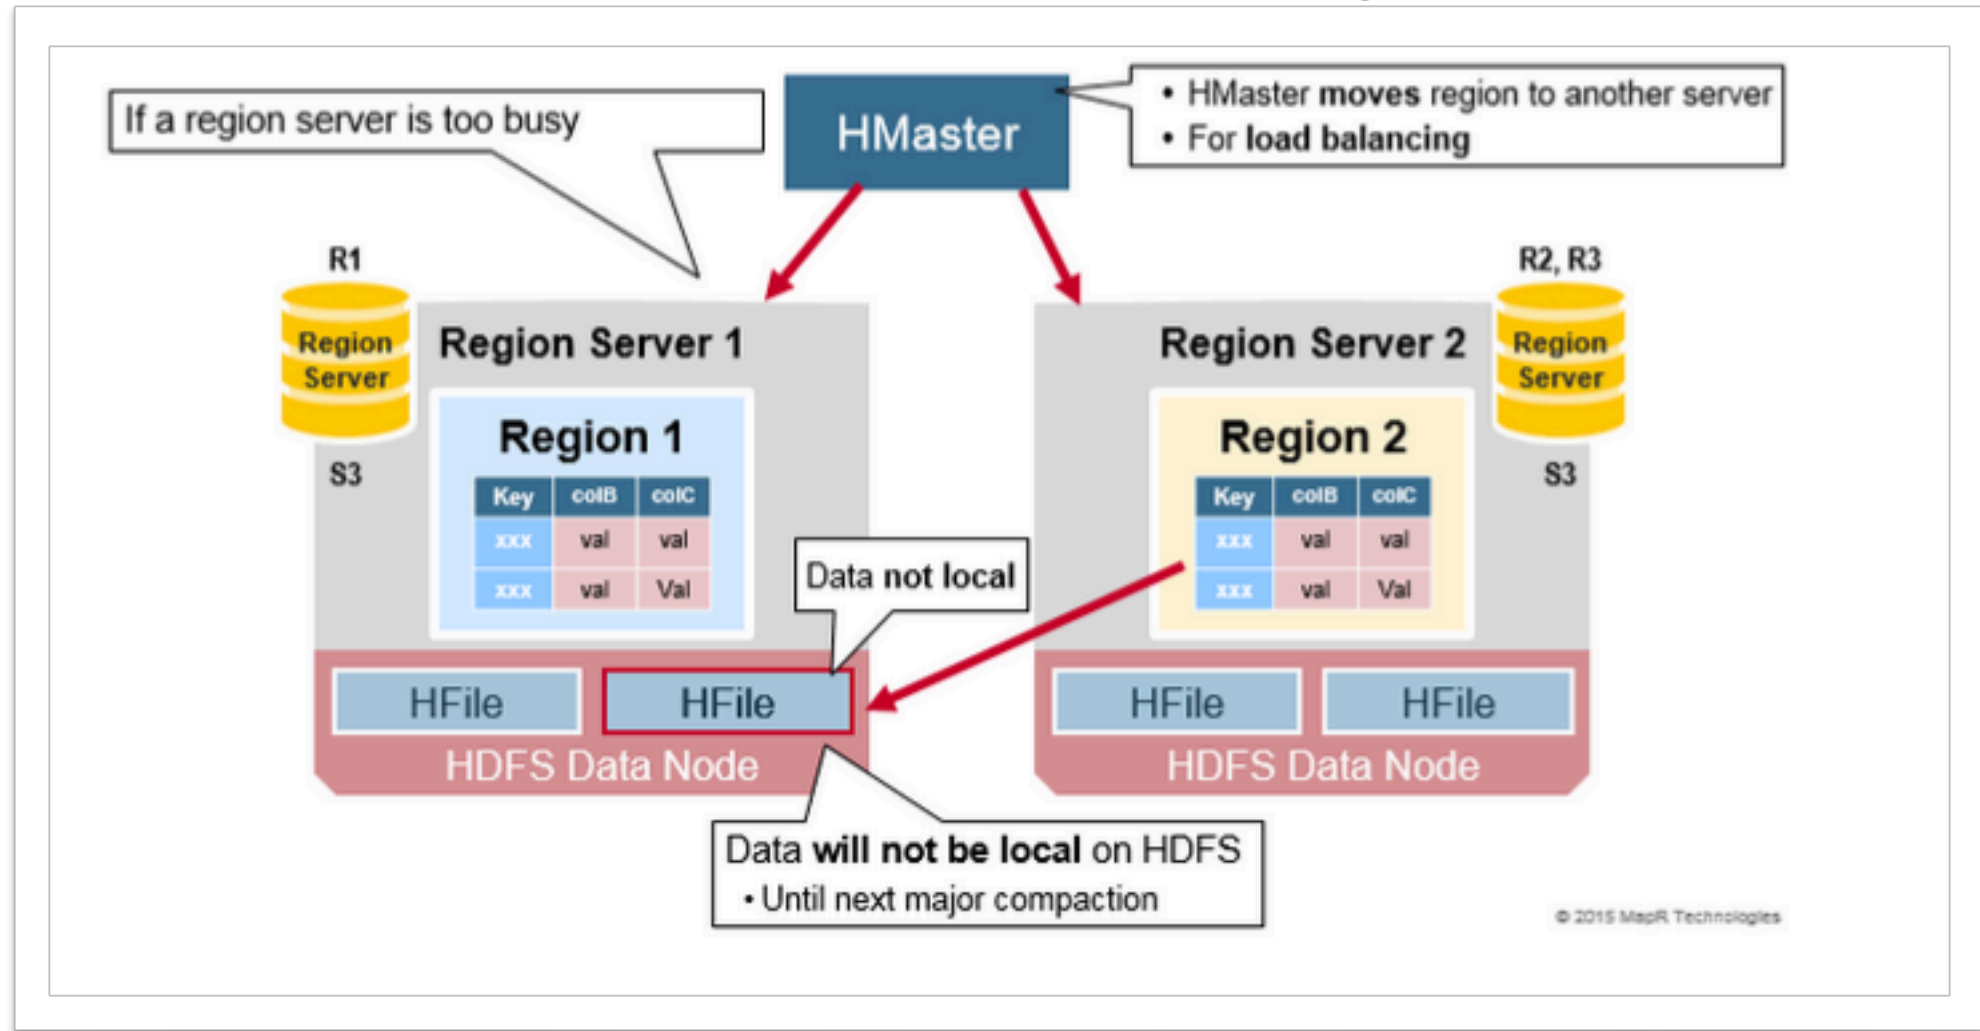 If a region server is too busy
HMaster
• HMaster moves region to another server
• For load balancing
R1
Region
Server
S3
Region Server 1
Region 1
Key colB colC
xxx val val
xxx val Val
Data not local
HFile HFile
HDFS Data Node
R2, R3
Region
Server
S3
Region Server 2
Region 2
Key colB colC
xxx val val
xxx val Val
HFile HFile
HDFS Data Node
Data will not be local on HDFS
• Until next major compaction
© 2015 MapR Technologies